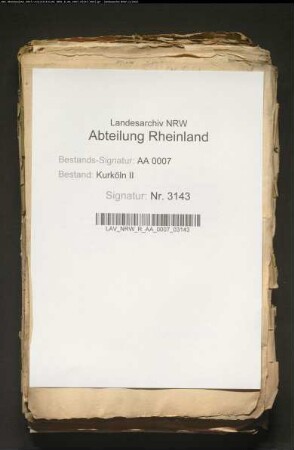 Landesarchiv NRW
Abteilung Rheinland
Bestands-Signatur: AA 0007
Bestand: Kurköln II
Signatur: Nr. 3143
LAV_NRW_R_AA_0007_03143